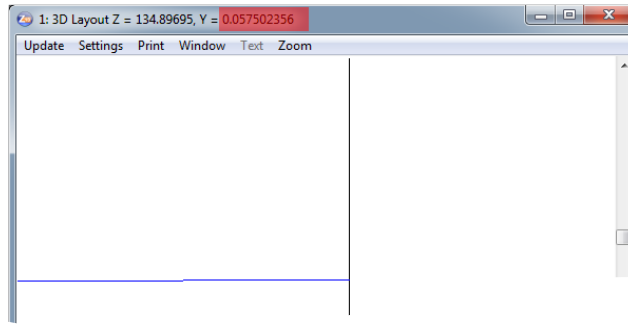 1: 3D Layout Z = 134.89695, Y = 0.057502356
Update Settings Print Window Text Zoom